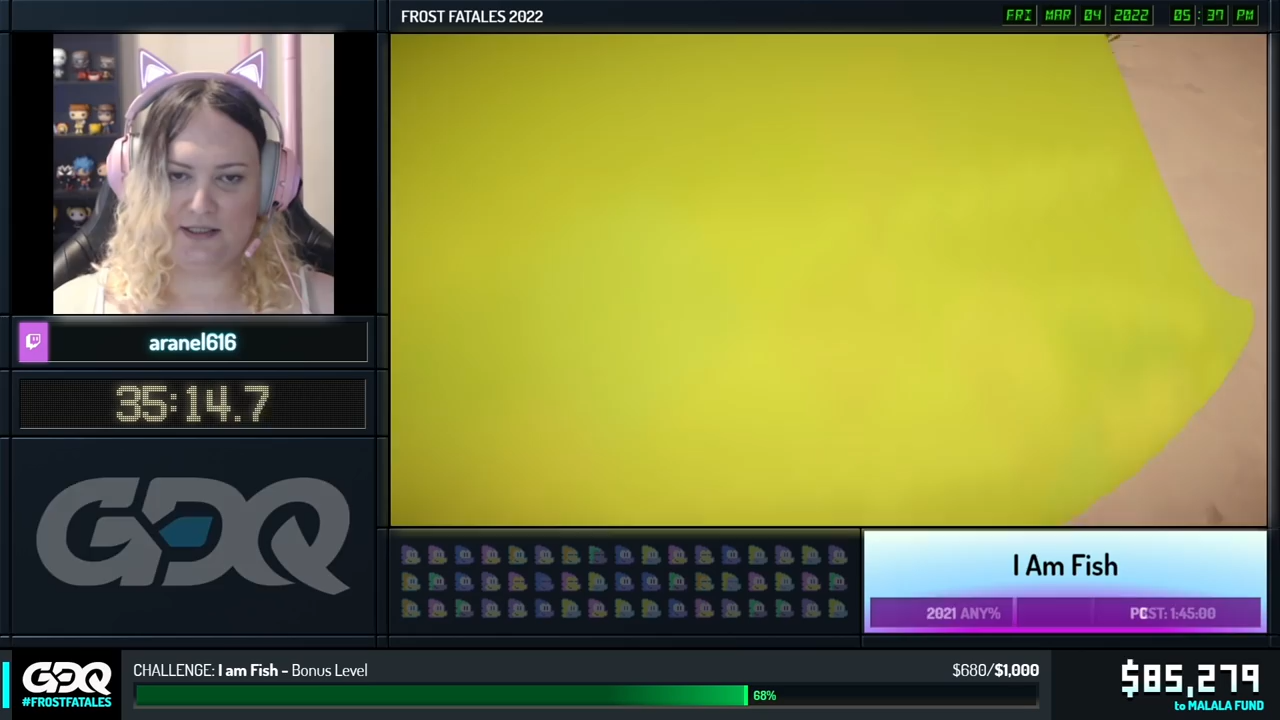 FROST FATALES 2022
FRI MAR 04 2022 05:37 PM
aranel616
35:14.7
GDQ
I Am Fish
2021 ANY%
1:45:00
GDQ
#FROSTFATALES
CHALLENGE: I am Fish – Bonus Level
$680/$1,000
68%
$85,279
to MALALA FUND